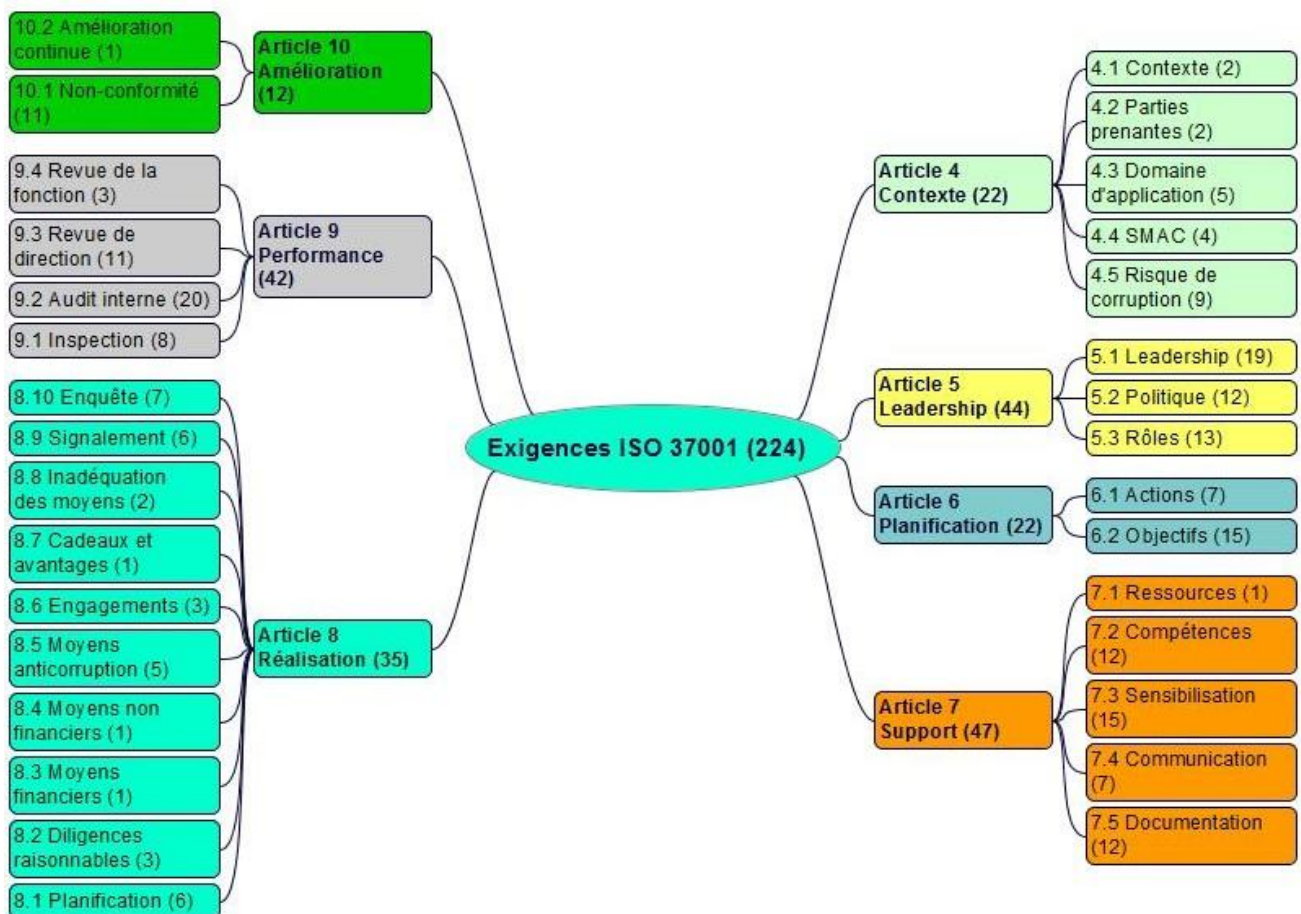 10.2 Amélioration
continue (1)
10.1 Non-conformité
(11)
Article 10
Amélioration
(12)
9.4 Revue de la
fonction (3)
9.3 Revue de
direction (11)
9.2 Audit interne (20)
9.1 Inspection (8)
Article 9
Performance
(42)
8.10 Enquête (7)
8.9 Signalement (6)
8.8 Inadéquation
des moyens (2)
8.7 Cadeaux et
avantages (1)
8.6 Engagements (3)
8.5 Moyens
anticorruption (5)
8.4 Moyens non
financiers (1)
8.3 Moyens
financiers (1)
8.2 Diligences
raisonnables (3)
8.1 Planification (6)
Article 8
Réalisation (35)
Exigences ISO 37001 (224)
Article 4
Contexte (22)
4.1 Contexte (2)
4.2 Parties
prenantes (2)
4.3 Domaine
d'application (5)
4.4 SMAC (4)
4.5 Risque de
corruption (9)
Article 5
Leadership (44)
5.1 Leadership (19)
5.2 Politique (12)
5.3 Rôles (13)
Article 6
Planification (22)
6.1 Actions (7)
6.2 Objectifs (15)
Article 7
Support (47)
7.1 Ressources (1)
7.2 Compétences
(12)
7.3 Sensibilisation
(15)
7.4 Communication
(7)
7.5 Documentation
(12)